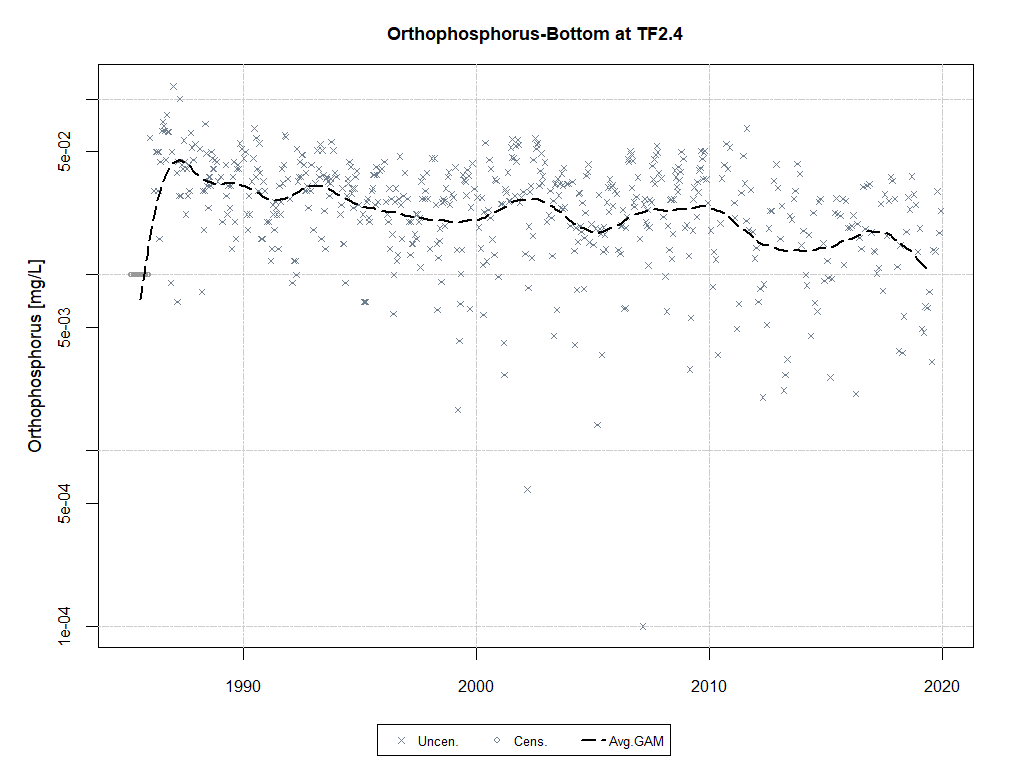 Orthophosphorus-Bottom at TF2.4
Orthophosphorus [mg/L]
5e-02
5e-03
5e-04
1e-04
1990 2000 2010 2020
Uncen. Cens. Avg.GAM